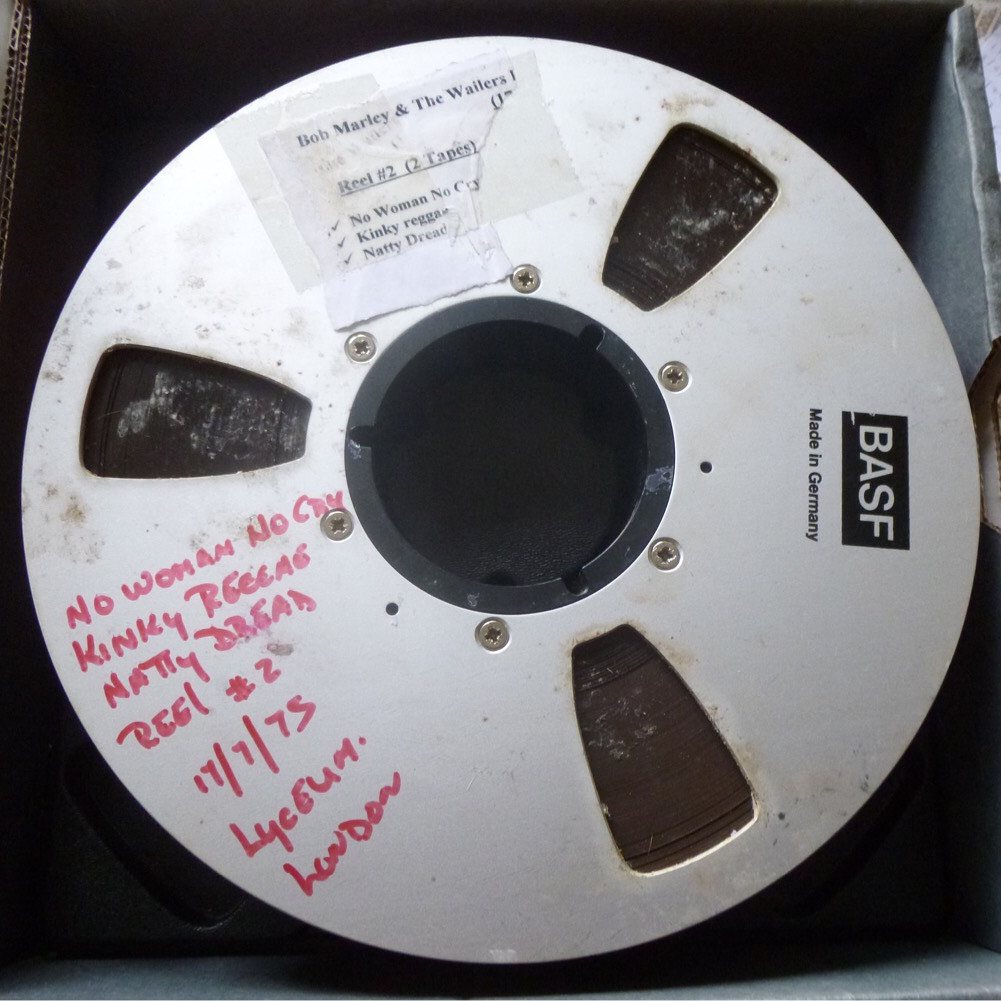 Bob Marley & The Wailers
(17
Reel #2 (2 Tapes)
✓ No Woman No Cry
✓ Kinky reggae
✓ Natty Dread
BASF
Made in Germany
NO WOMAN NO CRY
KINKY REGGAE
NATTY DREAD
REEL #2
17/7/75
LYCEUM.
LONDON